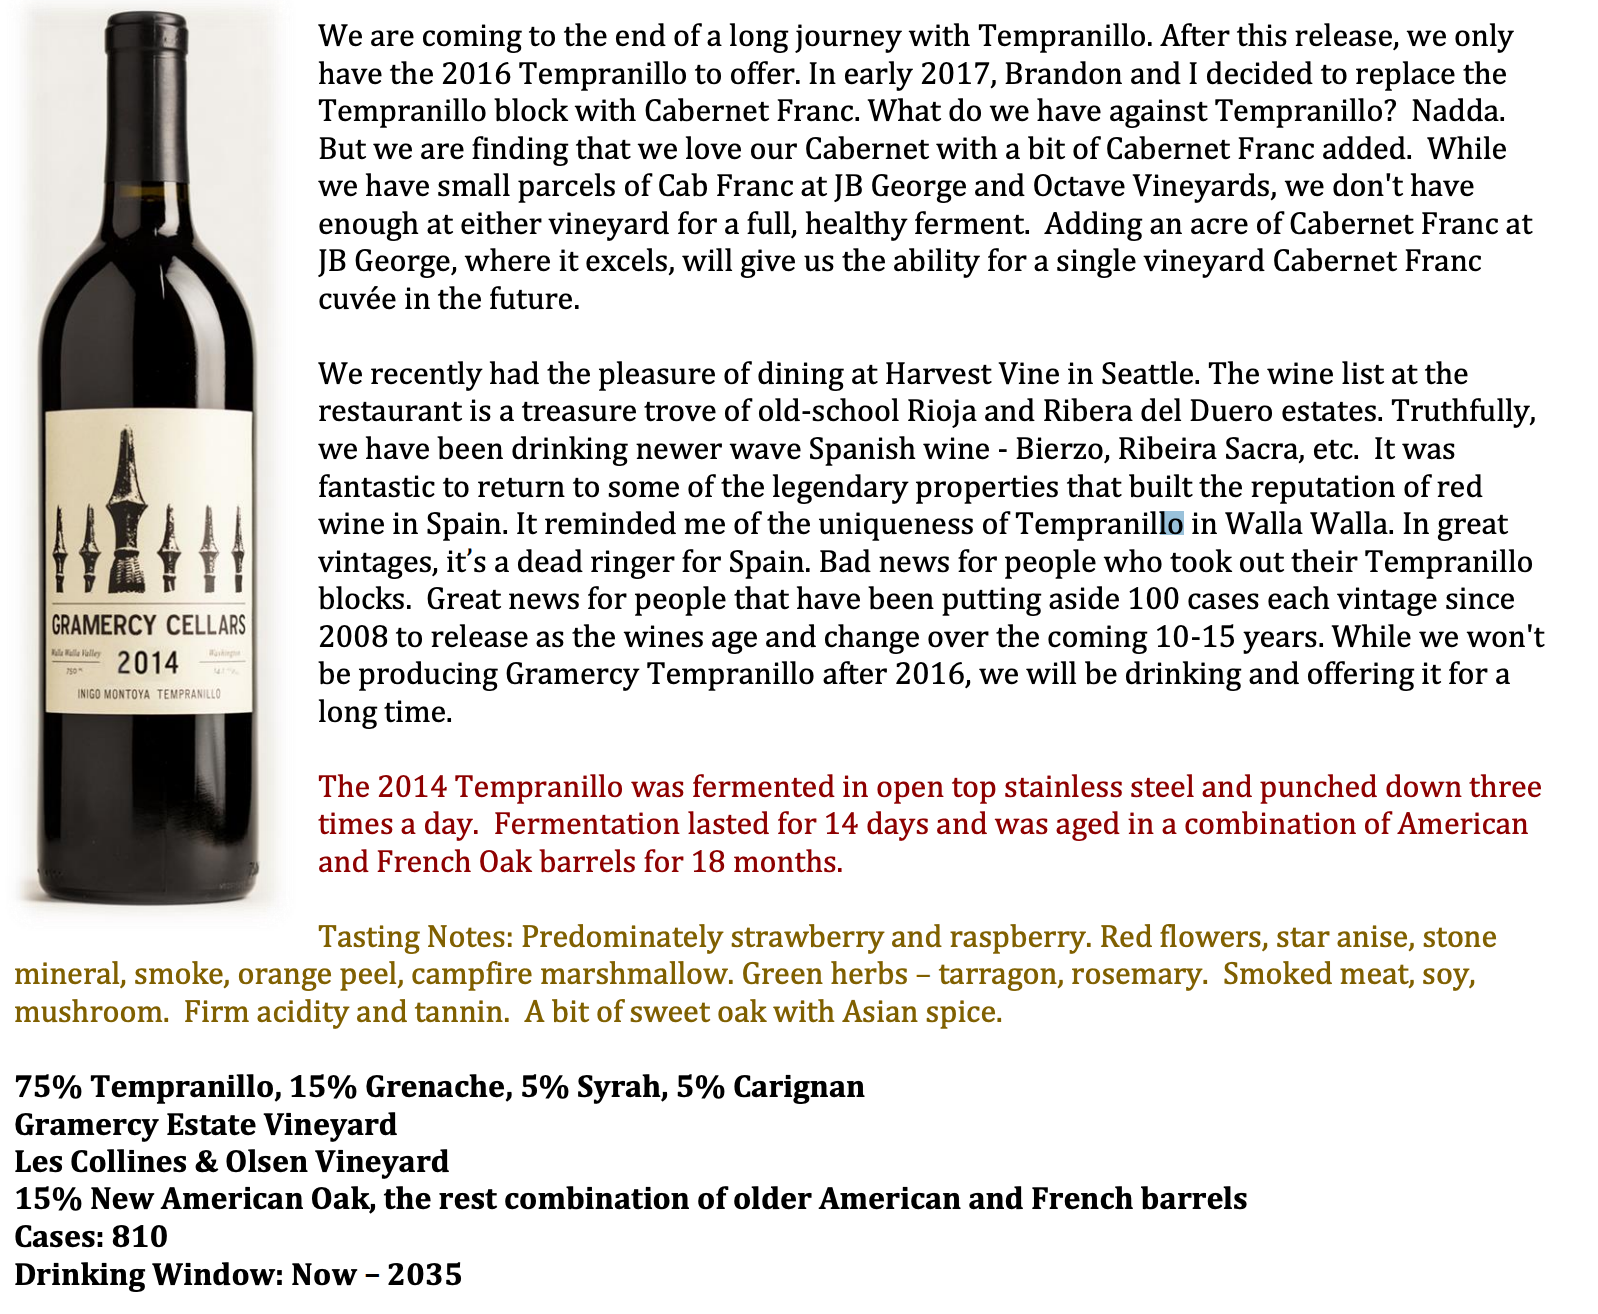 We are coming to the end of a long journey with Tempranillo. After this release, we only
have the 2016 Tempranillo to offer. In early 2017, Brandon and I decided to replace the
Tempranillo block with Cabernet Franc. What do we have against Tempranillo?  Nadda.
But we are finding that we love our Cabernet with a bit of Cabernet Franc added.  While
we have small parcels of Cab Franc at JB George and Octave Vineyards, we don't have
enough at either vineyard for a full, healthy ferment.  Adding an acre of Cabernet Franc at
JB George, where it excels, will give us the ability for a single vineyard Cabernet Franc
cuvée in the future.
We recently had the pleasure of dining at Harvest Vine in Seattle. The wine list at the
restaurant is a treasure trove of old-school Rioja and Ribera del Duero estates. Truthfully,
we have been drinking newer wave Spanish wine - Bierzo, Ribeira Sacra, etc.  It was
fantastic to return to some of the legendary properties that built the reputation of red
wine in Spain. It reminded me of the uniqueness of Tempranillo in Walla Walla. In great
vintages, it's a dead ringer for Spain. Bad news for people who took out their Tempranillo
blocks.  Great news for people that have been putting aside 100 cases each vintage since
2008 to release as the wines age and change over the coming 10-15 years. While we won't
be producing Gramercy Tempranillo after 2016, we will be drinking and offering it for a
long time.
GRAMERCY CELLARS
Walla Walla Valley 2014 Washington
750
INIGO MONTOYA TEMPRANILLO
The 2014 Tempranillo was fermented in open top stainless steel and punched down three
times a day.  Fermentation lasted for 14 days and was aged in a combination of American
and French Oak barrels for 18 months.
Tasting Notes: Predominately strawberry and raspberry. Red flowers, star anise, stone
mineral, smoke, orange peel, campfire marshmallow. Green herbs – tarragon, rosemary.  Smoked meat, soy,
mushroom.  Firm acidity and tannin.  A bit of sweet oak with Asian spice.
75% Tempranillo, 15% Grenache, 5% Syrah, 5% Carignan
Gramercy Estate Vineyard
Les Collines & Olsen Vineyard
15% New American Oak, the rest combination of older American and French barrels
Cases: 810
Drinking Window: Now – 2035